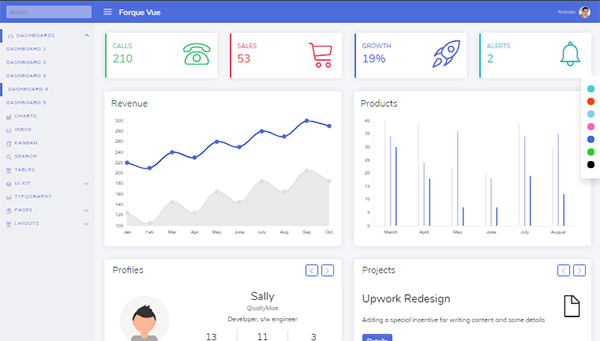 Search...
Forque Vue
DASHBOARDS
DASHBOARD 1
DASHBOARD 2
DASHBOARD 3
DASHBOARD 4
DASHBOARD 5
CHARTS
INBOX
KANBAN
SEARCH
TABLES
UI KIT
TYPOGRAPHY
PAGES
LAYOUTS
CALLS
210
SALES
53
GROWTH
19%
ALERTS
2
Revenue
300
280
260
240
220
200
180
160
140
120
100
Jan Feb Mar Apr May Jun July Aug Sep Oct
Products
40
35
30
25
20
15
10
5
0
March April May June July August
Profiles
Sally
@sallyMae
Developer, s/w engineer
13 11 3
Projects
Upwork Redesign
Adding a special incentive for writing content and some details
Details